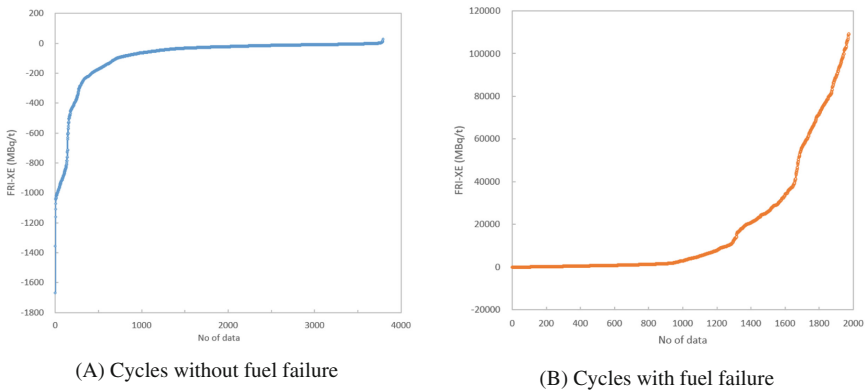 200
0
-200
-400
-600
-800
-1000
-1200
-1400
-1600
-1800
FRI-XE (MBq/t)
0 1000 2000 3000 4000
No of data
(A) Cycles without fuel failure
120000
100000
80000
60000
40000
20000
0
-20000
FRI-XE (MBq/t)
0 200 400 600 800 1000 1200 1400 1600 1800 2000
No of data
(B) Cycles with fuel failure